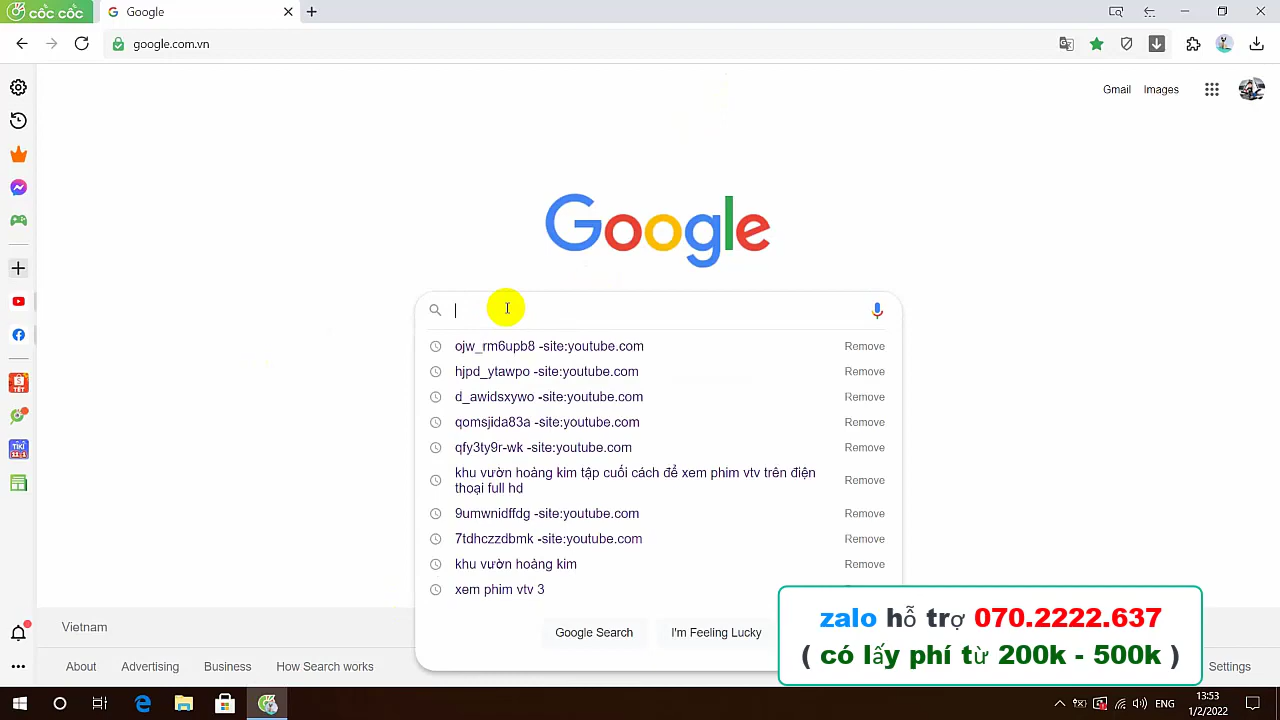 cốc cốc
Google
google.com.vn
Gmail
Images
Google
ojw_rm6upb8 -site:youtube.com
Remove
hjpd_ytawpo -site:youtube.com
Remove
d_awidsxywo -site:youtube.com
Remove
qomsjida83a -site:youtube.com
Remove
qfy3ty9r-wk -site:youtube.com
Remove
khu vườn hoàng kim tập cuối cách để xem phim vtv trên điện
thoại full hd
Remove
9umwnidffdg -site:youtube.com
Remove
7tdhczzdbmk -site:youtube.com
Remove
khu vườn hoàng kim
Remove
xem phim vtv 3
Google Search
I'm Feeling Lucky
zalo hỗ trợ 070.2222.637
( có lấy phí từ 200k - 500k )
Vietnam
About
Advertising
Business
How Search works
Settings
ENG
13:53
1/2/2022